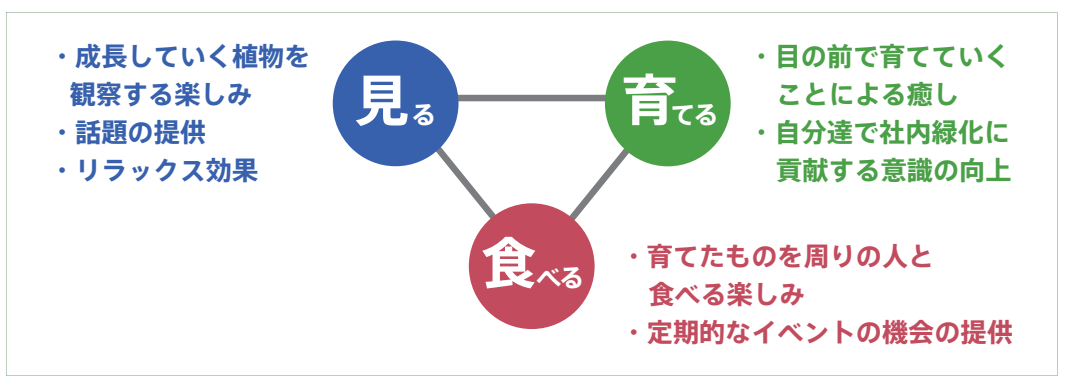 ・成長していく植物を
観察する楽しみ
・話題の提供
・リラックス効果
見る
育てる
・目の前で育てていく
ことによる癒し
・自分達で社内緑化に
貢献する意識の向上
食べる
・育てたものを周りの人と
食べる楽しみ
・定期的なイベントの機会の提供